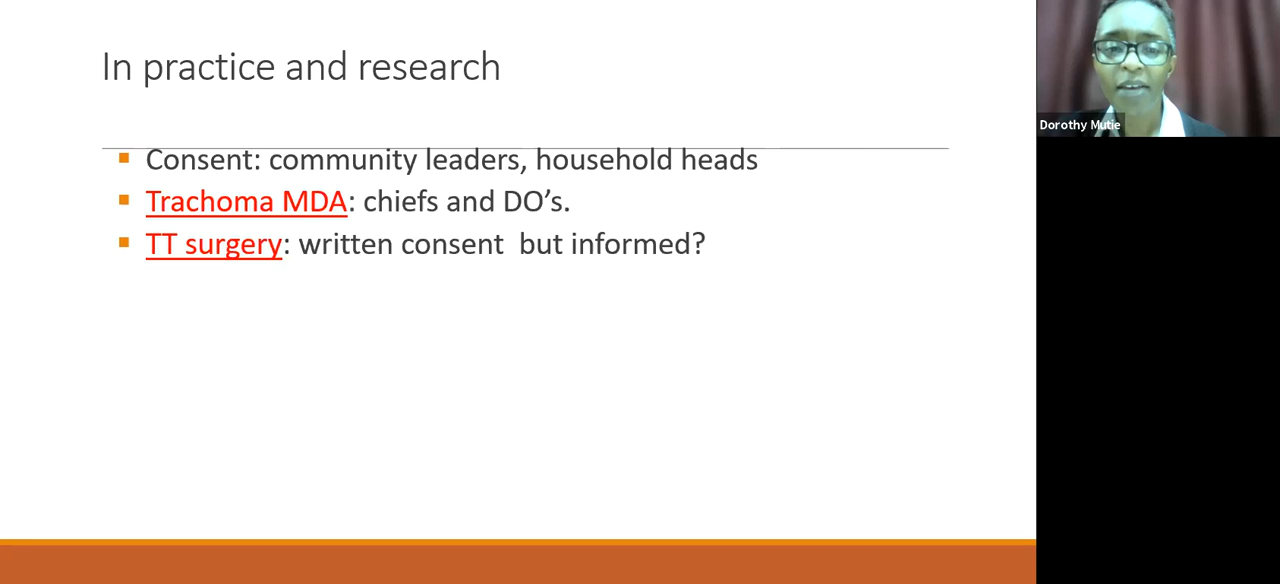 In practice and research
Consent: community leaders, household heads
Trachoma MDA: chiefs and DO’s.
TT surgery: written consent  but informed?
Dorothy Mutie